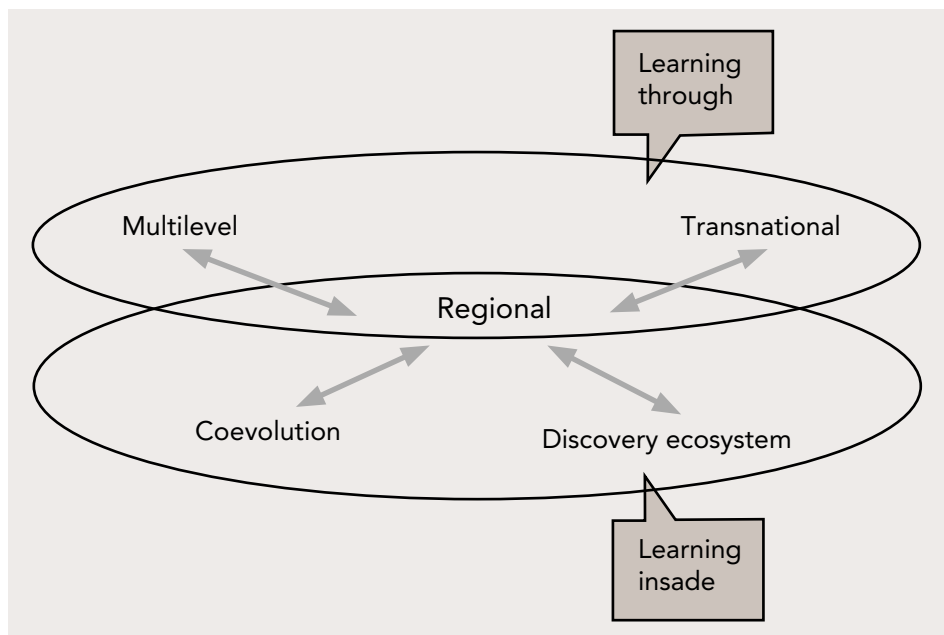 Learning
through
Multilevel
Transnational
Regional
Coevolution
Discovery ecosystem
Learning
insade